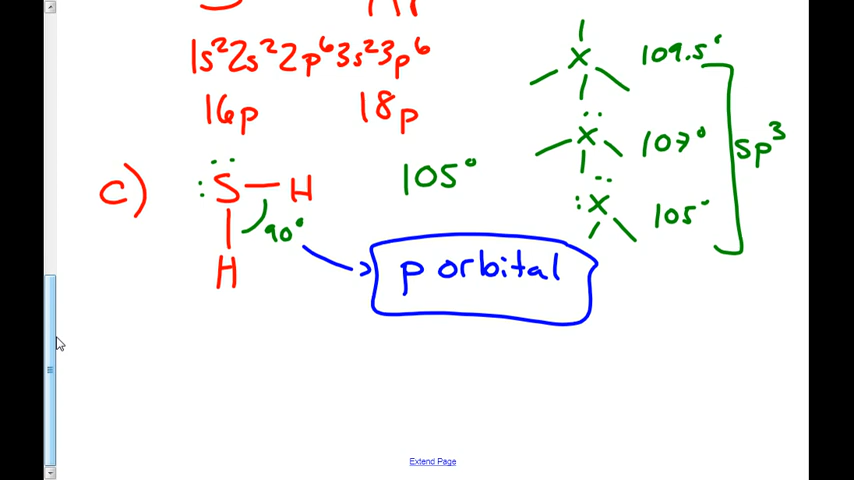 1s²2s²2p⁶3s²3p⁶
16p 18p
109.5°
107°
105°
sp³
X
:X
:X
c) :S—H
105°
90°
H
p orbital
Extend Page